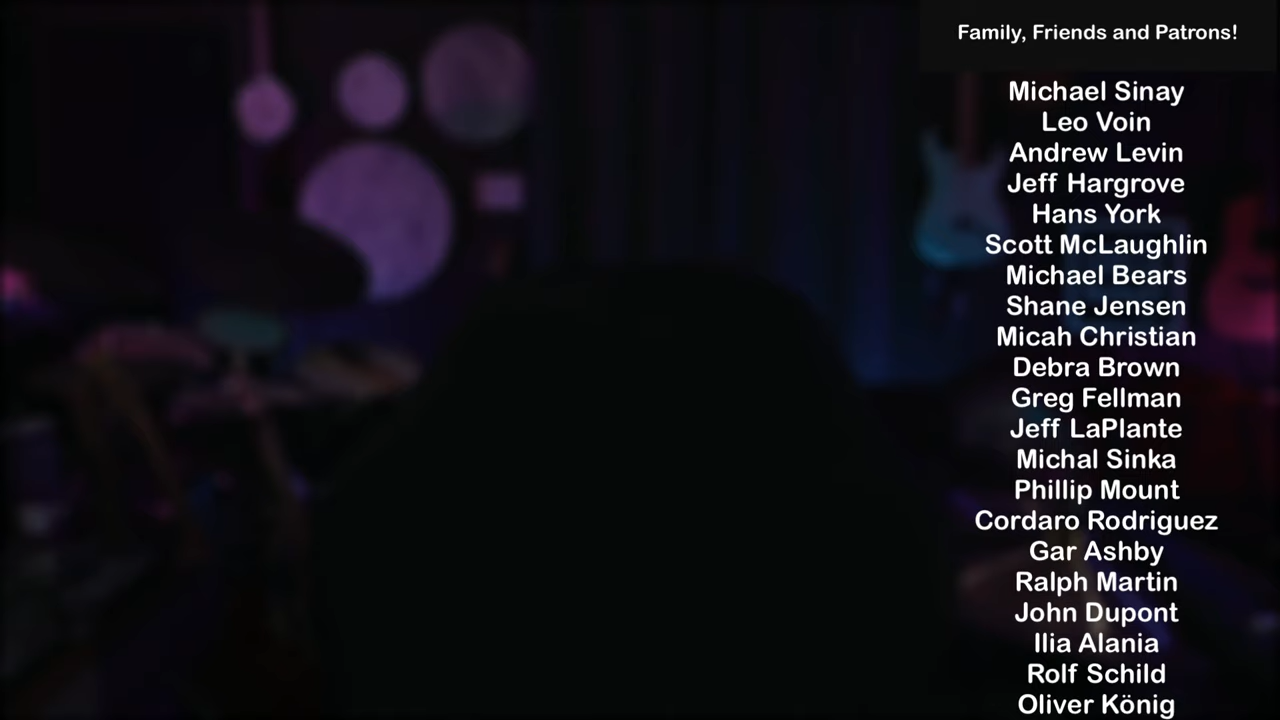 Family, Friends and Patrons!
Michael Sinay
Leo Voin
Andrew Levin
Jeff Hargrove
Hans York
Scott McLaughlin
Michael Bears
Shane Jensen
Micah Christian
Debra Brown
Greg Fellman
Jeff LaPlante
Michal Sinka
Phillip Mount
Cordaro Rodriguez
Gar Ashby
Ralph Martin
John Dupont
Ilia Alania
Rolf Schild
Oliver König